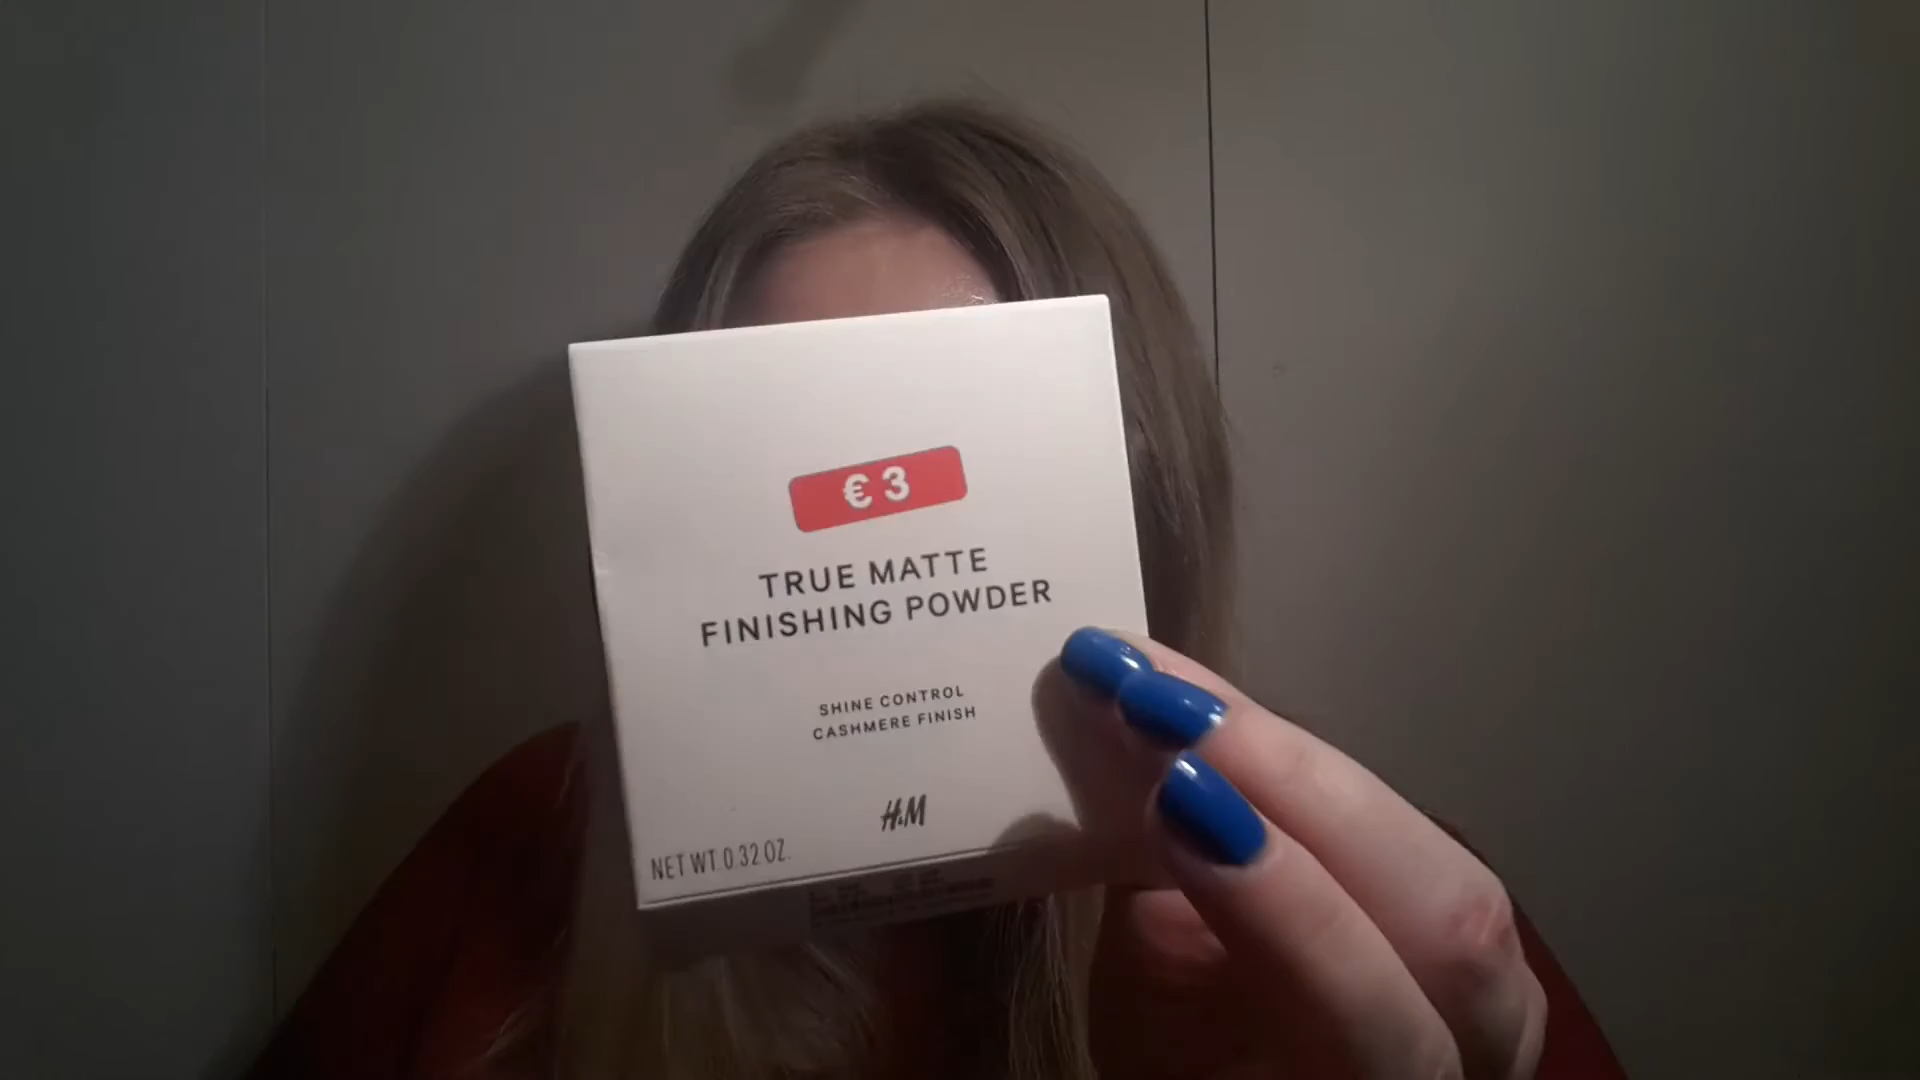 € 3
TRUE MATTE
FINISHING POWDER
SHINE CONTROL
CASHMERE FINISH
H&M
NET WT. 0.32 OZ.